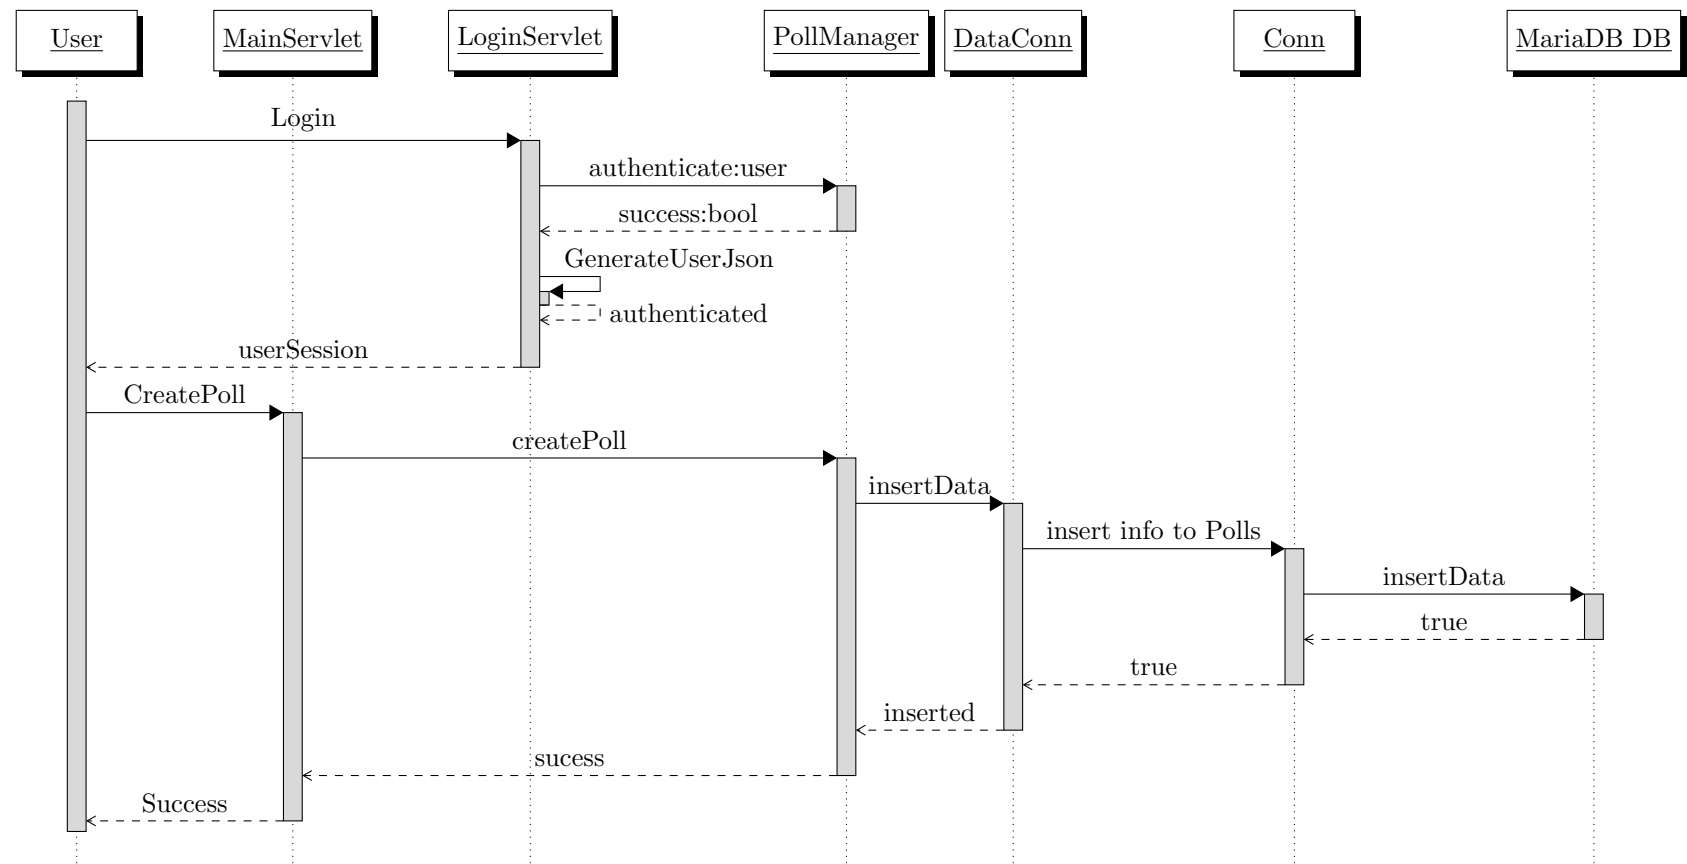 User
MainServlet
LoginServlet
PollManager
DataConn
Conn
MariaDB DB
Login
authenticate:user
success:bool
GenerateUserJson
authenticated
userSession
CreatePoll
createPoll
insertData
insert info to Polls
insertData
true
true
inserted
sucess
Success